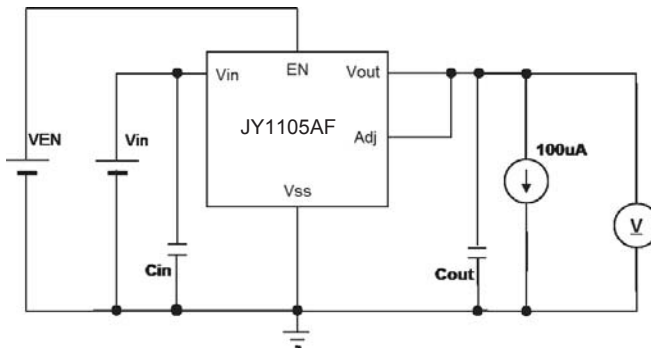 Vin
EN
Vout
JY1105AF
Adj
Vss
VEN
Vin
Cin
100uA
Cout
V